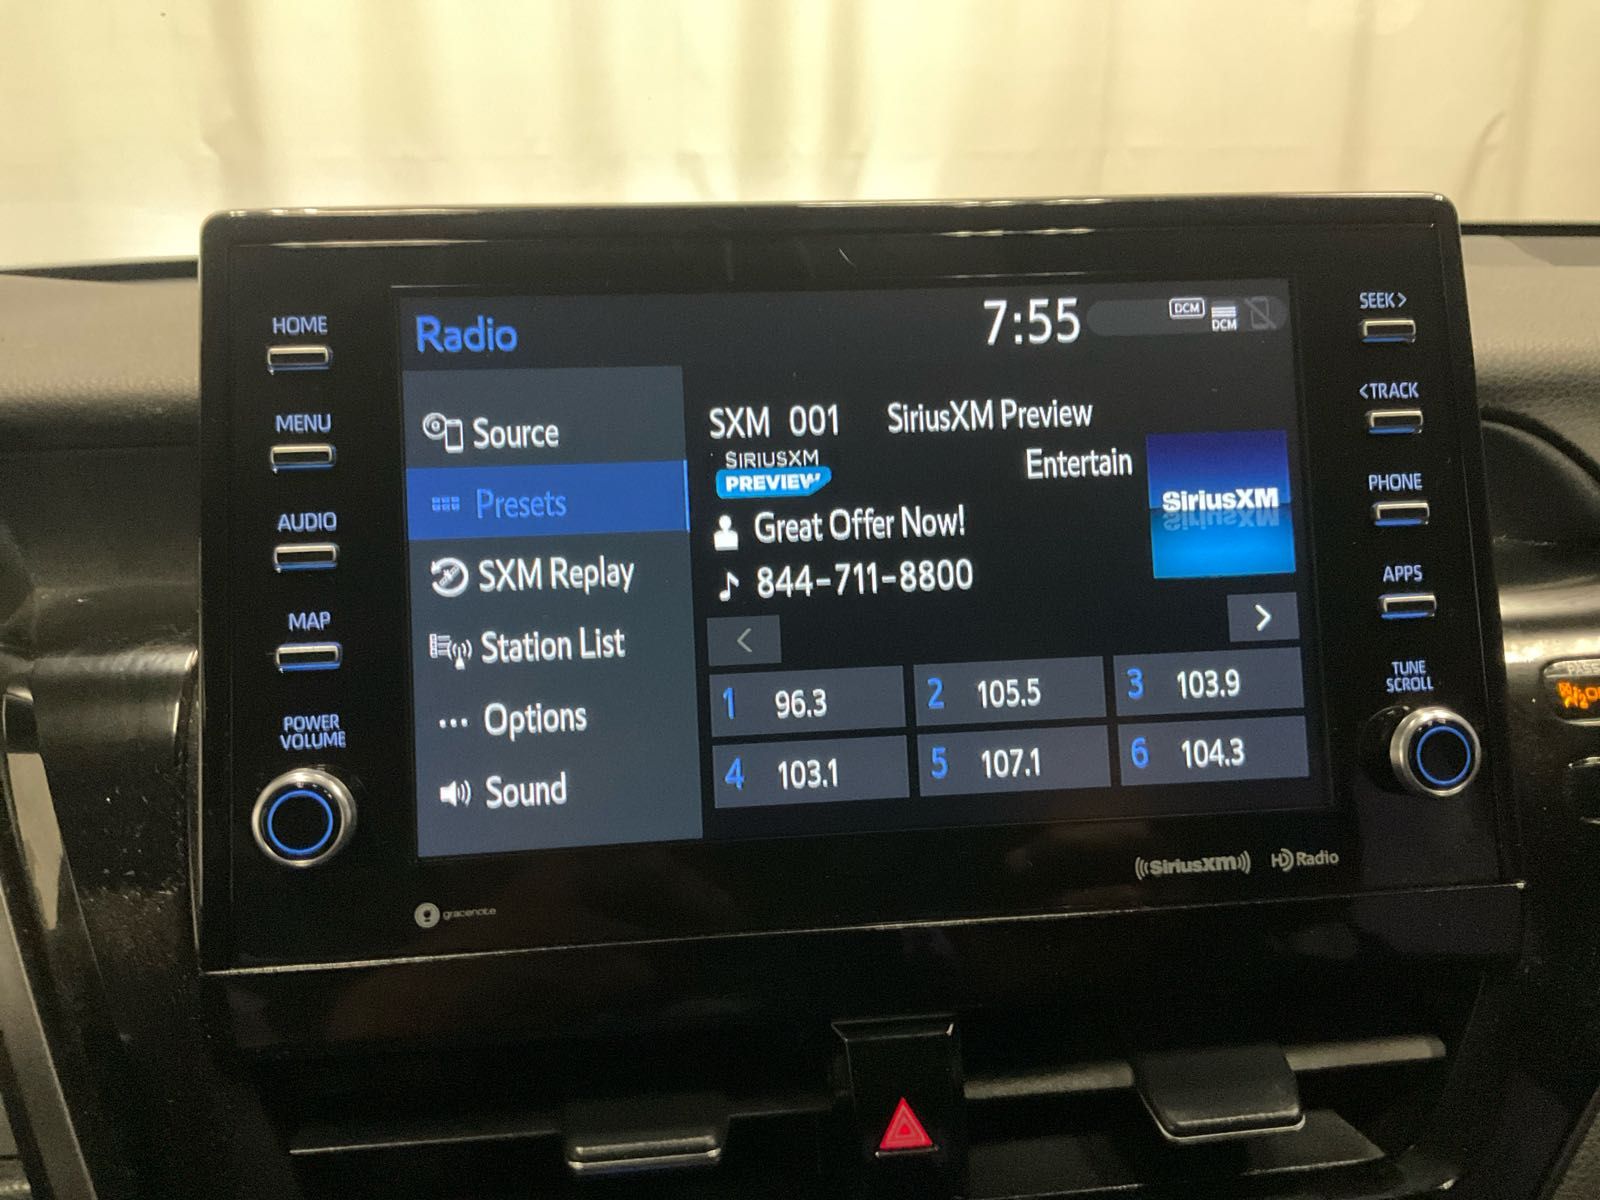 HOME
MENU
AUDIO
MAP
POWER
VOLUME
Radio
7:55
DCM
DCM
Source
Presets
SXM Replay
Station List
... Options
Sound
SXM 001 SiriusXM Preview
SIRIUSXM
PREVIEW
Entertain
SiriusXM
Great Offer Now!
844-711-8800
<
>
1 96.3
2 105.5
3 103.9
4 103.1
5 107.1
6 104.3
SEEK>
<TRACK
PHONE
APPS
TUNE
SCROLL
gracenote
((SiriusXM))
HD Radio